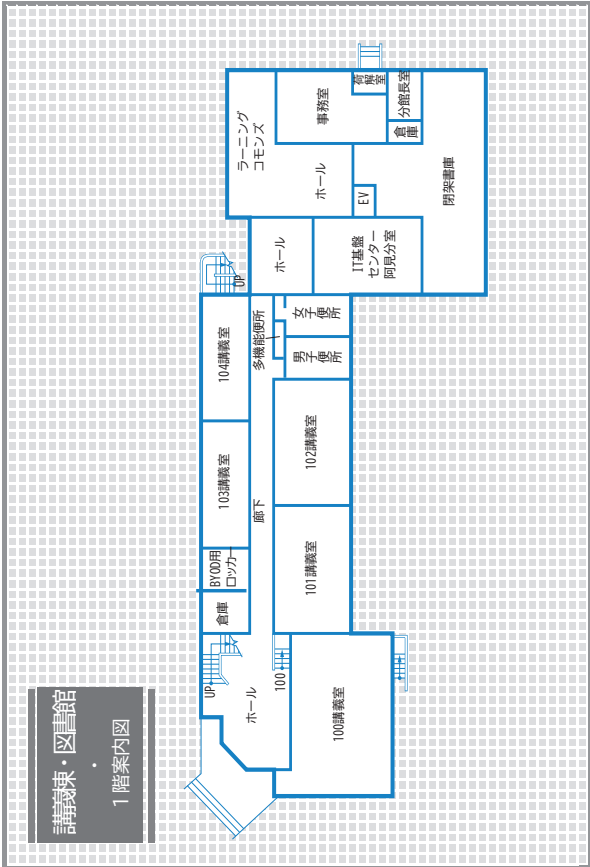 講義棟・図書館
・
1階案内図
UP
ホール
100
100講義室
倉庫
BYOD用
ロッカー
103講義室
104講義室
廊下
101講義室
102講義室
多機能便所
男子
便所
女子
便所
UP
ホール
IT基盤
センター
阿見分室
ラーニング
コモンズ
ホール
EV
事務室
荷解室
分館長室
倉庫
閉架書庫